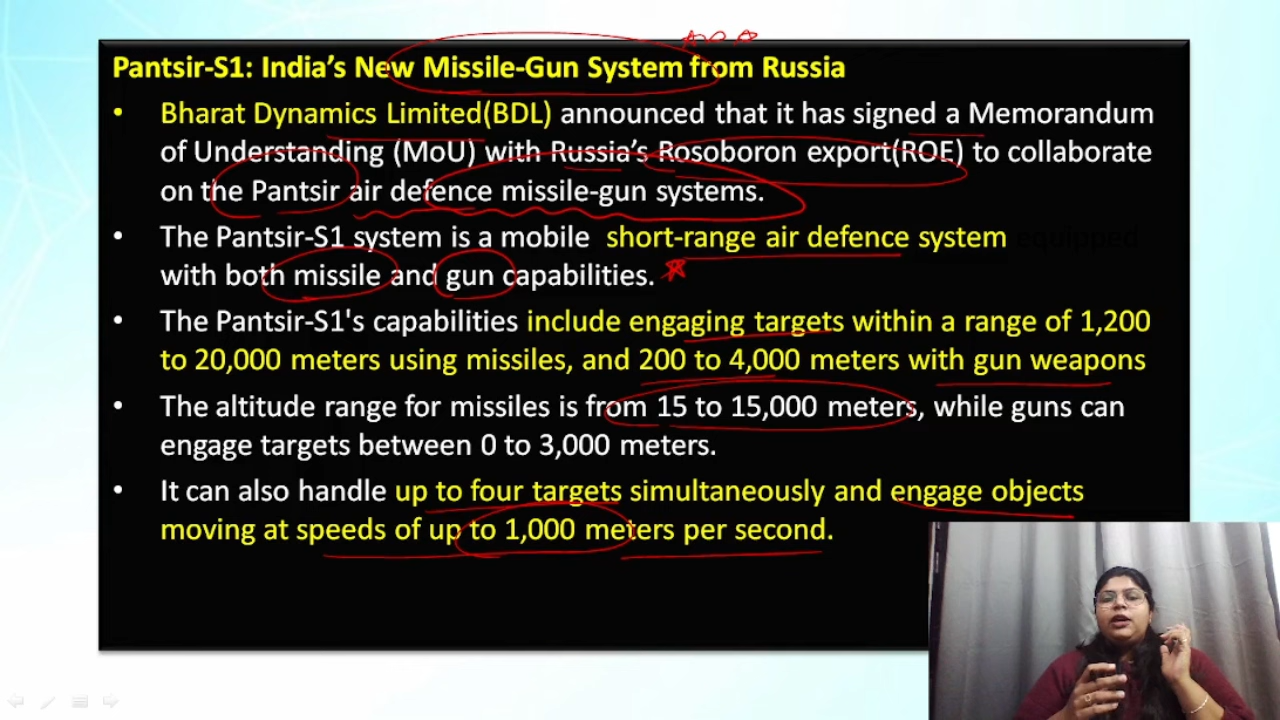 Pantsir-S1: India's New Missile-Gun System from Russia
• Bharat Dynamics Limited(BDL) announced that it has signed a Memorandum
of Understanding (MoU) with Russia's Rosoboron export(ROE) to collaborate
on the Pantsir air defence missile-gun systems.
• The Pantsir-S1 system is a mobile short-range air defence system equipped
with both missile and gun capabilities.
• The Pantsir-S1's capabilities include engaging targets within a range of 1,200
to 20,000 meters using missiles, and 200 to 4,000 meters with gun weapons
• The altitude range for missiles is from 15 to 15,000 meters, while guns can
engage targets between 0 to 3,000 meters.
• It can also handle up to four targets simultaneously and engage objects
moving at speeds of up to 1,000 meters per second.